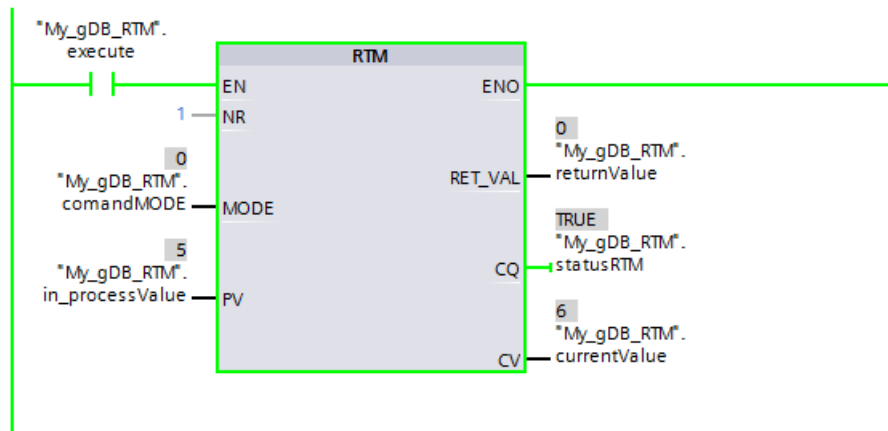 "My_gDB_RTM".
execute
RTM
EN
ENO
1
NR
0
"My_gDB_RTM".
comandMODE
MODE
5
"My_gDB_RTM".
in_processValue
PV
0
"My_gDB_RTM".
returnValue
RET_VAL
TRUE
"My_gDB_RTM".
statusRTM
CQ
6
"My_gDB_RTM".
currentValue
CV